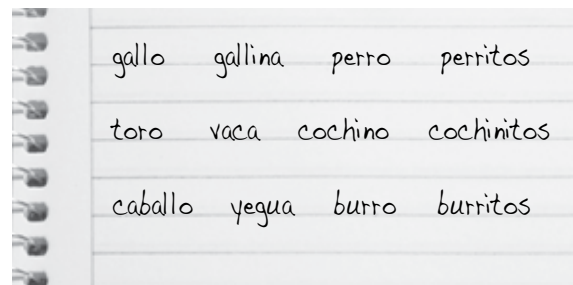 gallo gallina perro perritos
toro vaca cochino cochinitos
caballo yegua burro burritos